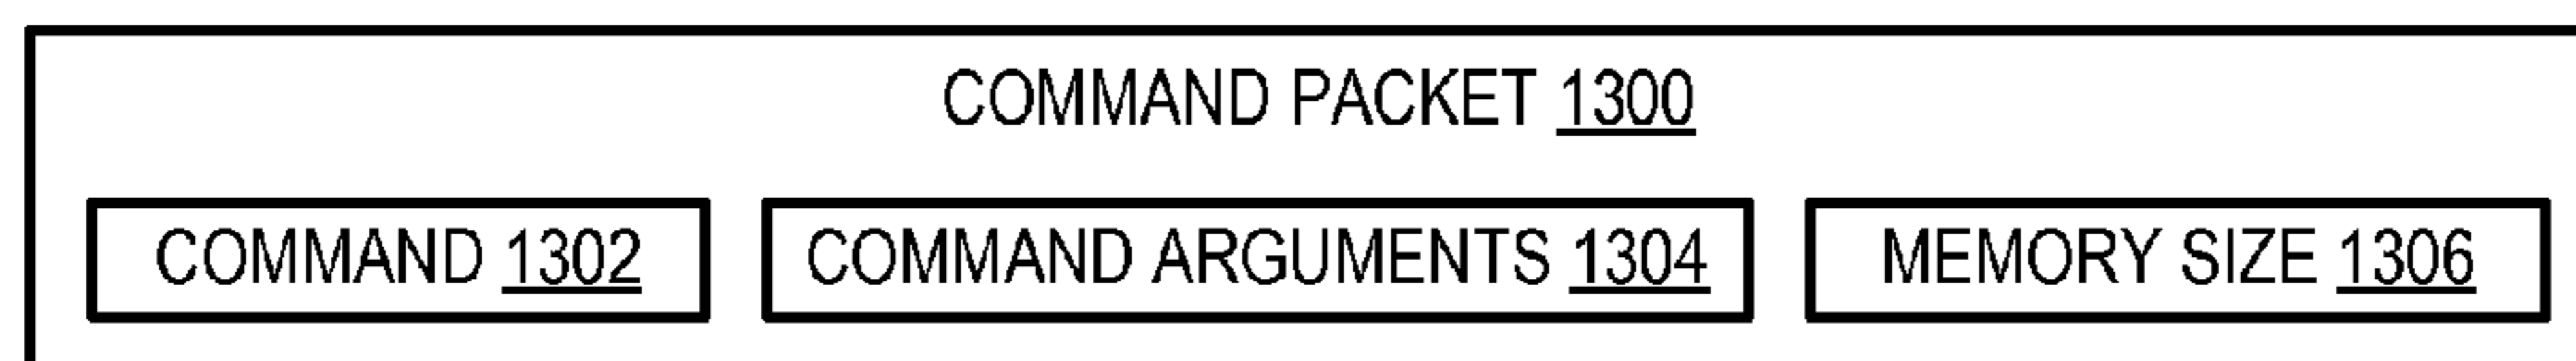 COMMAND PACKET 1300
COMMAND 1302 COMMAND ARGUMENTS 1304 MEMORY SIZE 1306